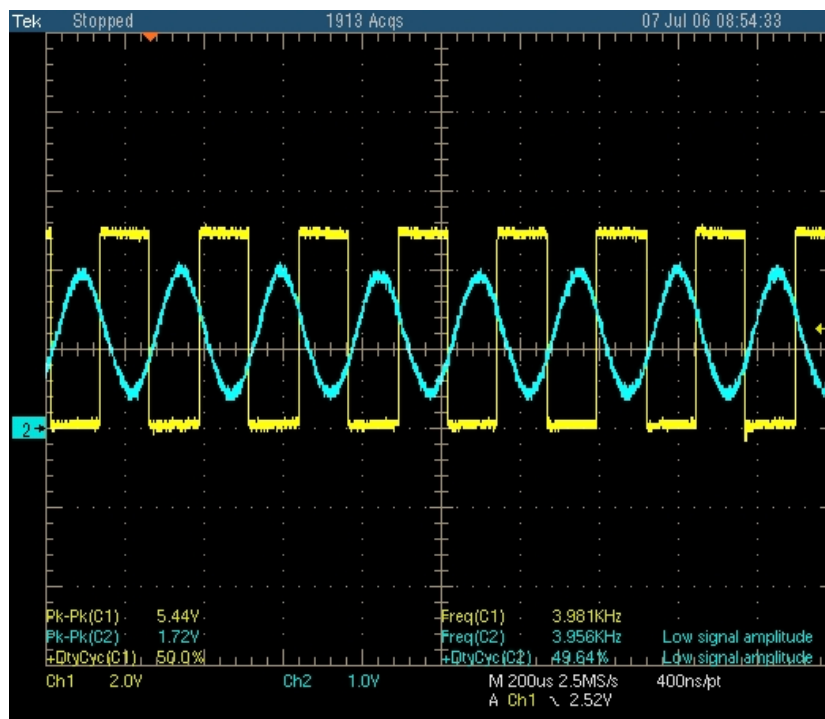 Tek Stopped 1913 Acqs 07 Jul 06 08:54:33
2
Pk-Pk(C1) 5.44V Freq(C1) 3.981KHz
Pk-Pk(C2) 1.72V Freq(C2) 3.956KHz Low signal amplitude
+DtyCyc(C1) 50.0% +DtyCyc(C2) 49.64% Low signal amplitude
Ch1 2.0V Ch2 1.0V M 200us 2.5MS/s 400ns/pt
A Ch1 2.52V